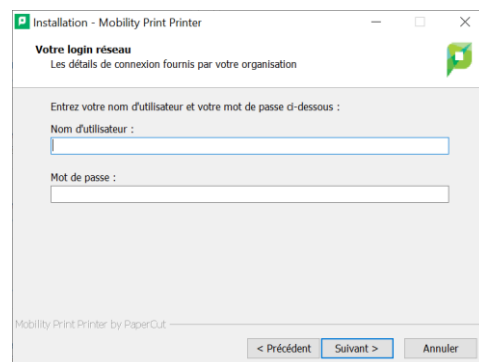 Installation - Mobility Print Printer
Votre login réseau
Les détails de connexion fournis par votre organisation
Entrez votre nom d'utilisateur et votre mot de passe ci-dessous :
Nom d'utilisateur :
Mot de passe :
Mobility Print Printer by PaperCut
< Précédent Suivant > Annuler